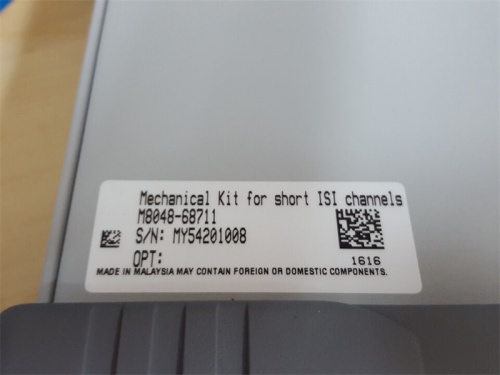 Mechanical Kit for short ISI channels
M8048-68711
S/N: MY54201008
OPT:
1616
MADE IN MALAYSIA MAY CONTAIN FOREIGN OR DOMESTIC COMPONENTS.